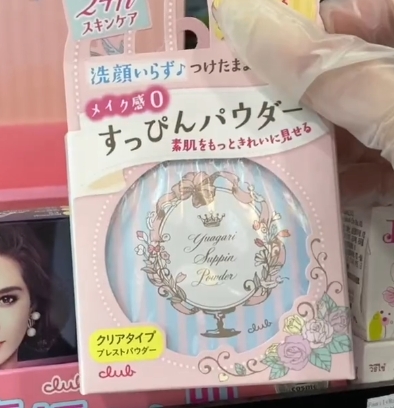 24h
スキンケア
洗顔いらず♪つけたまま
メイク感0
すっぴんパウダー
素肌をもっときれいに見せる
Yuagari
Suppin
Powder
club
クリアタイプ
プレストパウダー
club
club
cosme